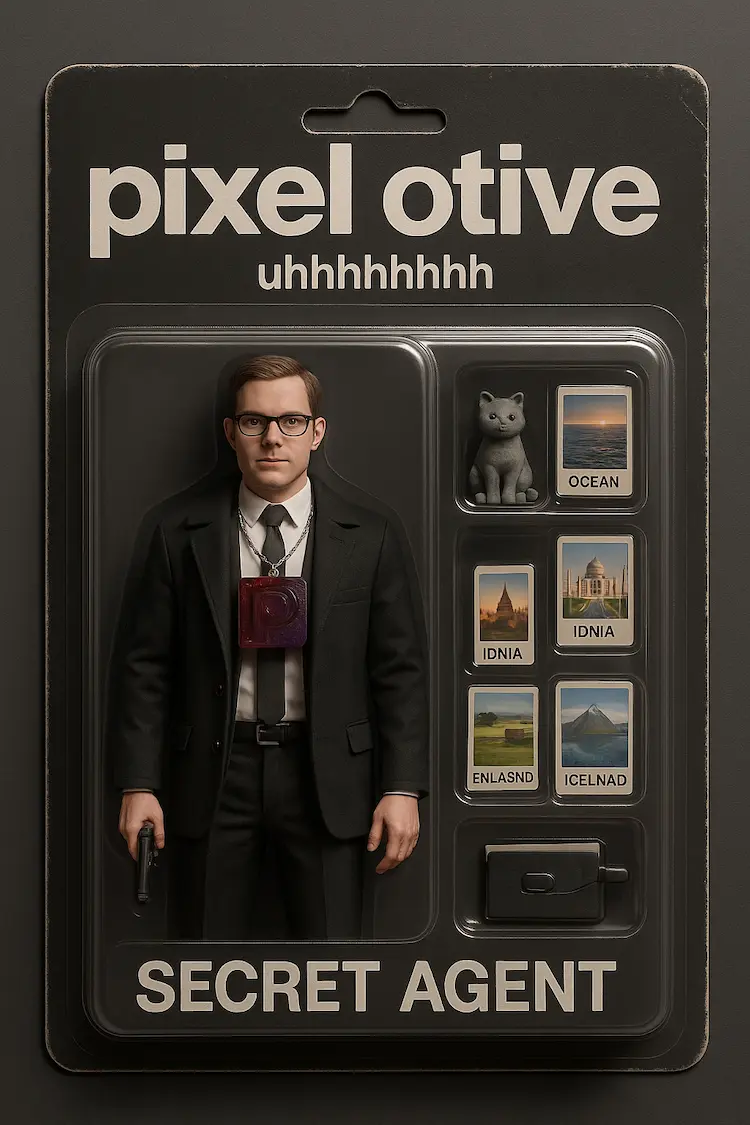 pixel otive
uhhhhhhhh
OCEAN
IDNIA
IDNIA
ENLASND
ICELNAD
SECRET AGENT